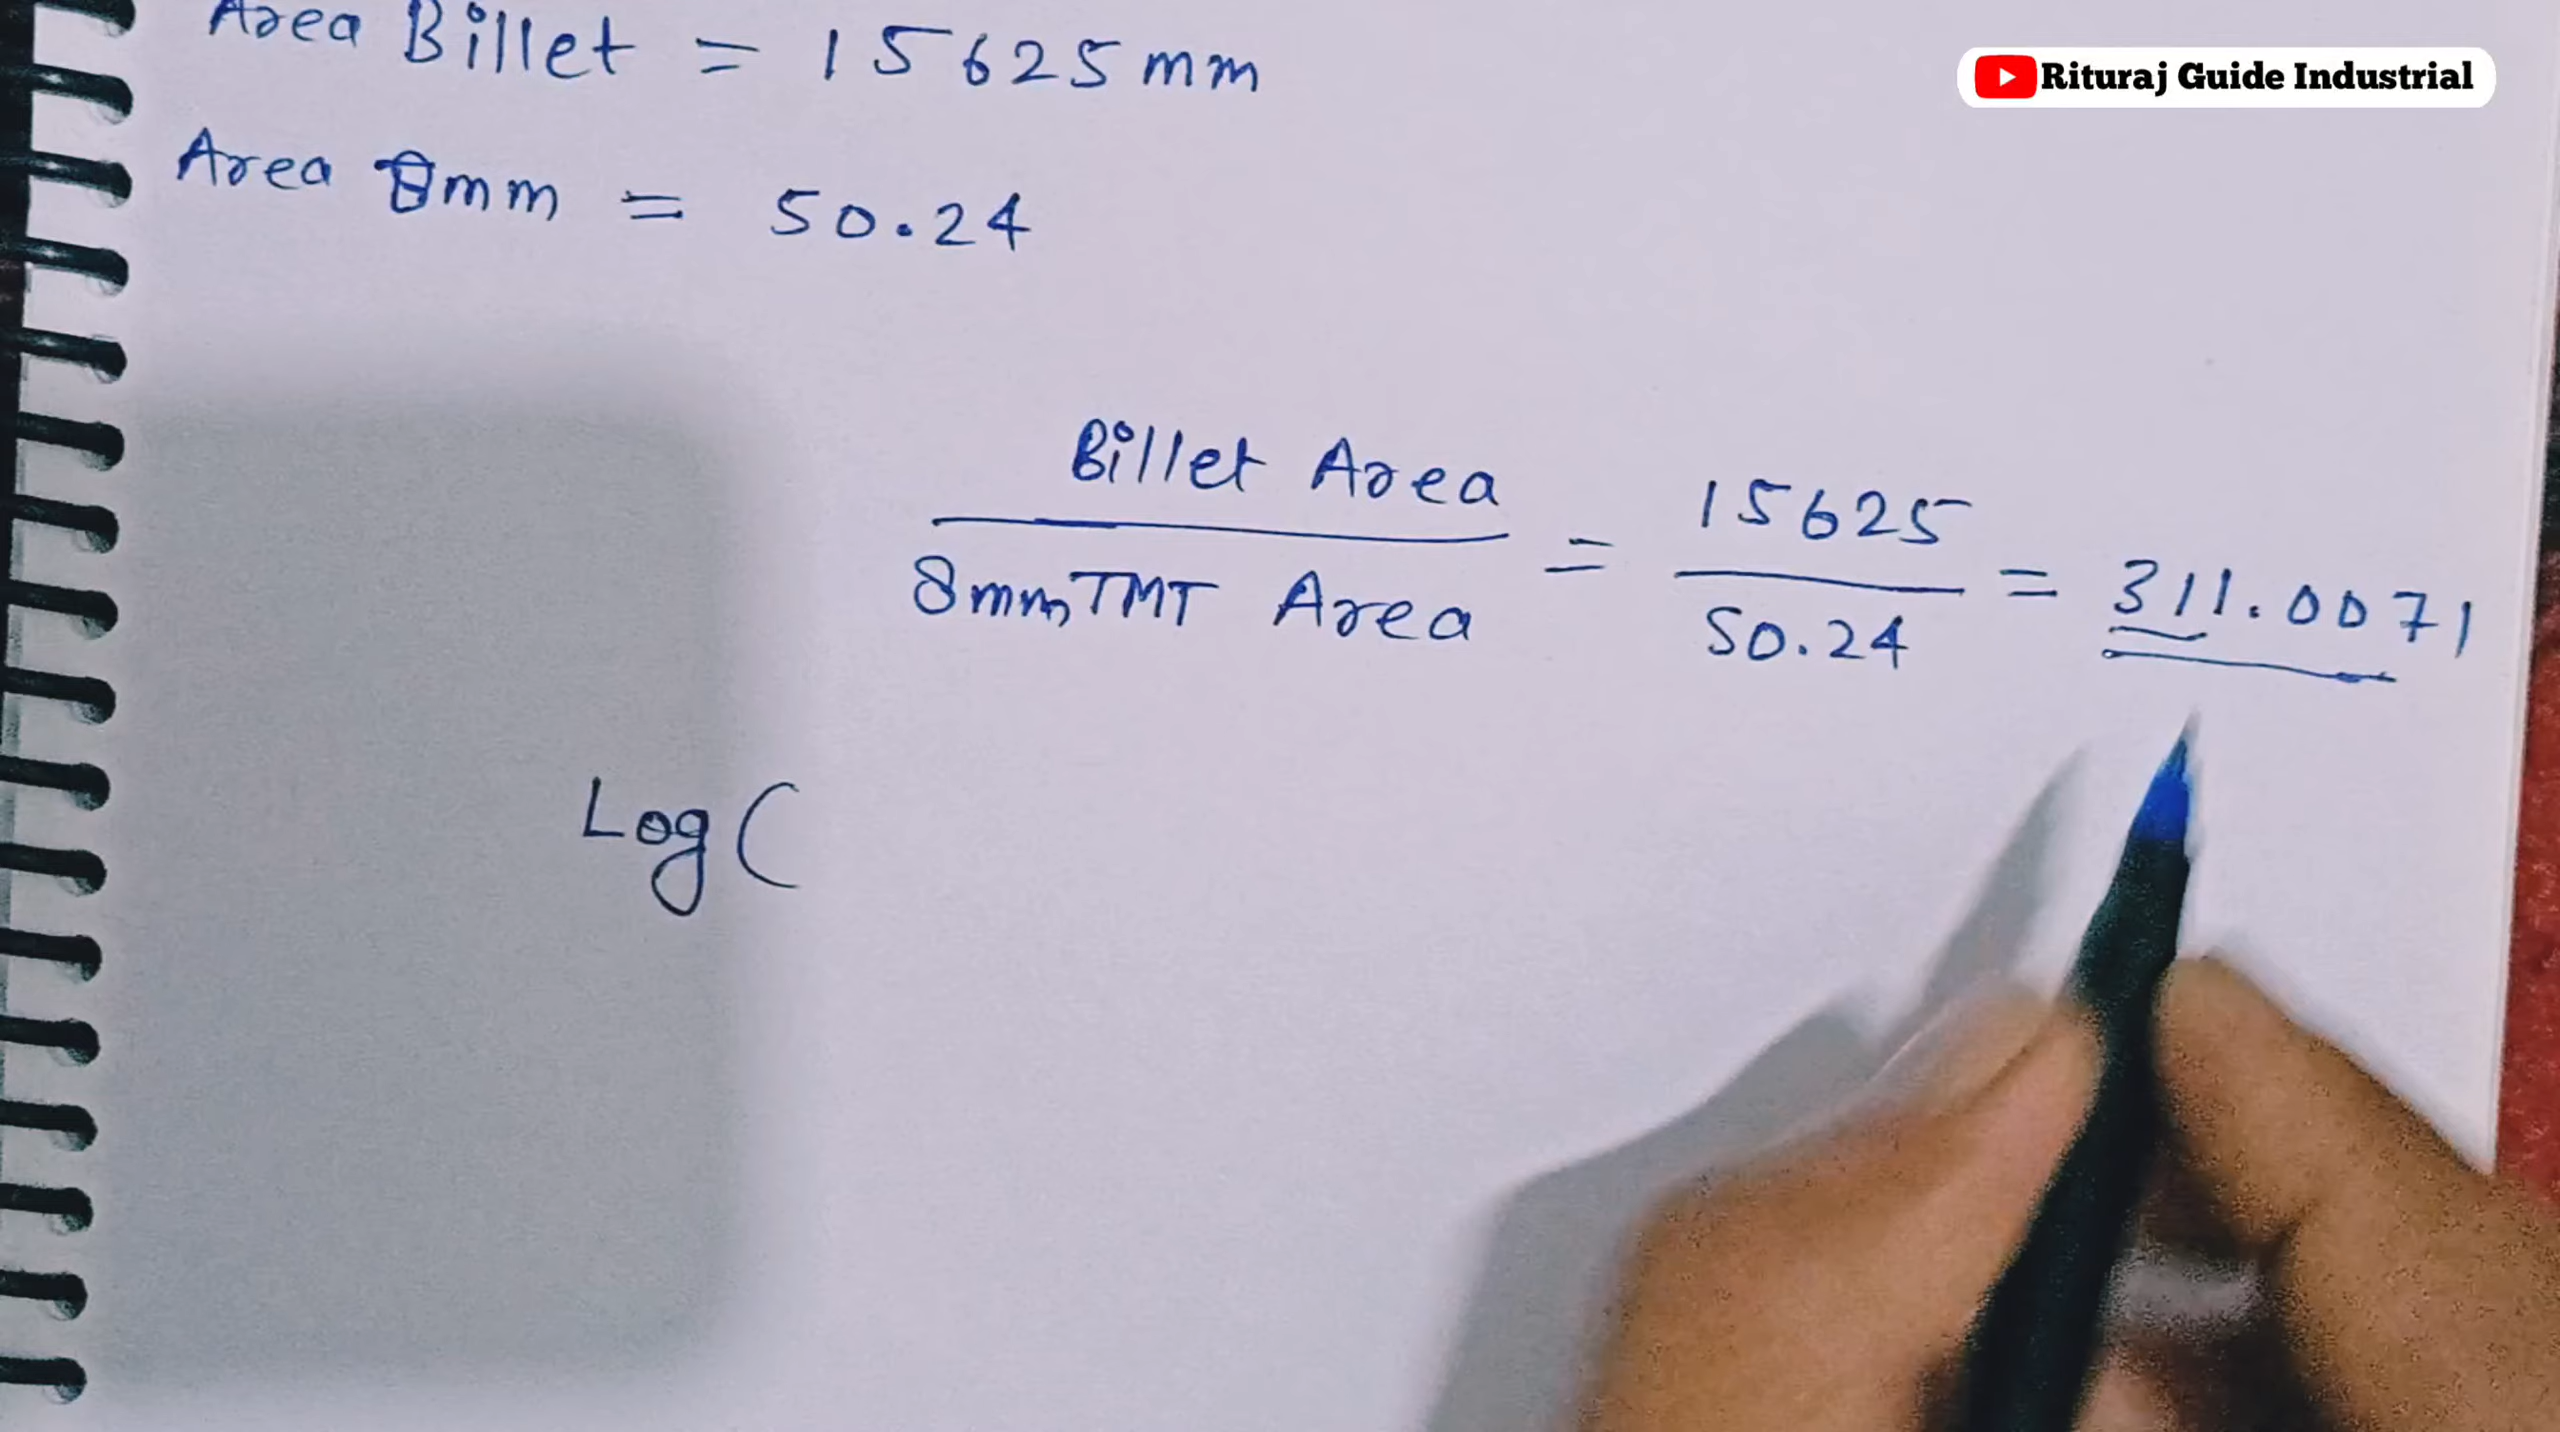 Area Billet = 15625 mm
Rituraj Guide Industrial
Area 8mm = 50.24
Billet Area / 8mm TMT Area = 15625 / 50.24 = 311.0071
Log (